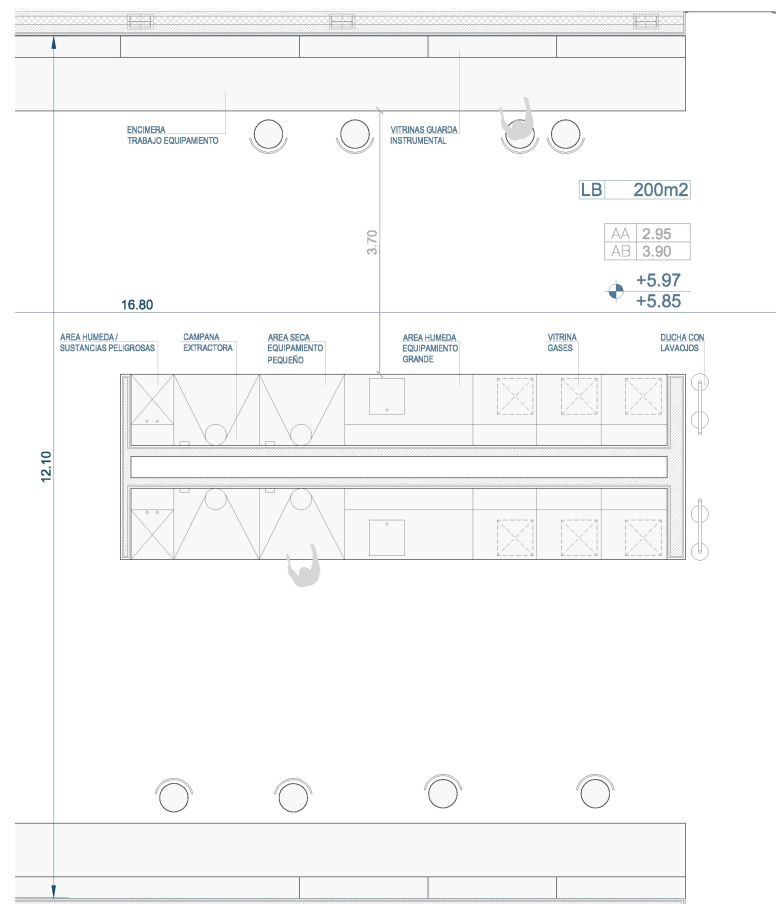 ENCIMERA
TRABAJO EQUIPAMIENTO
VITRINAS GUARDA
INSTRUMENTAL
LB 200m2
3.70
AA 2.95
AB 3.90
+5.97
+5.85
16.80
AREA HUMEDA /
SUSTANCIAS PELIGROSAS
CAMPANA
EXTRACTORA
AREA SECA
EQUIPAMIENTO
PEQUEÑO
AREA HUMEDA
EQUIPAMIENTO
GRANDE
VITRINA
GASES
DUCHA CON
LAVAOJOS
12.10